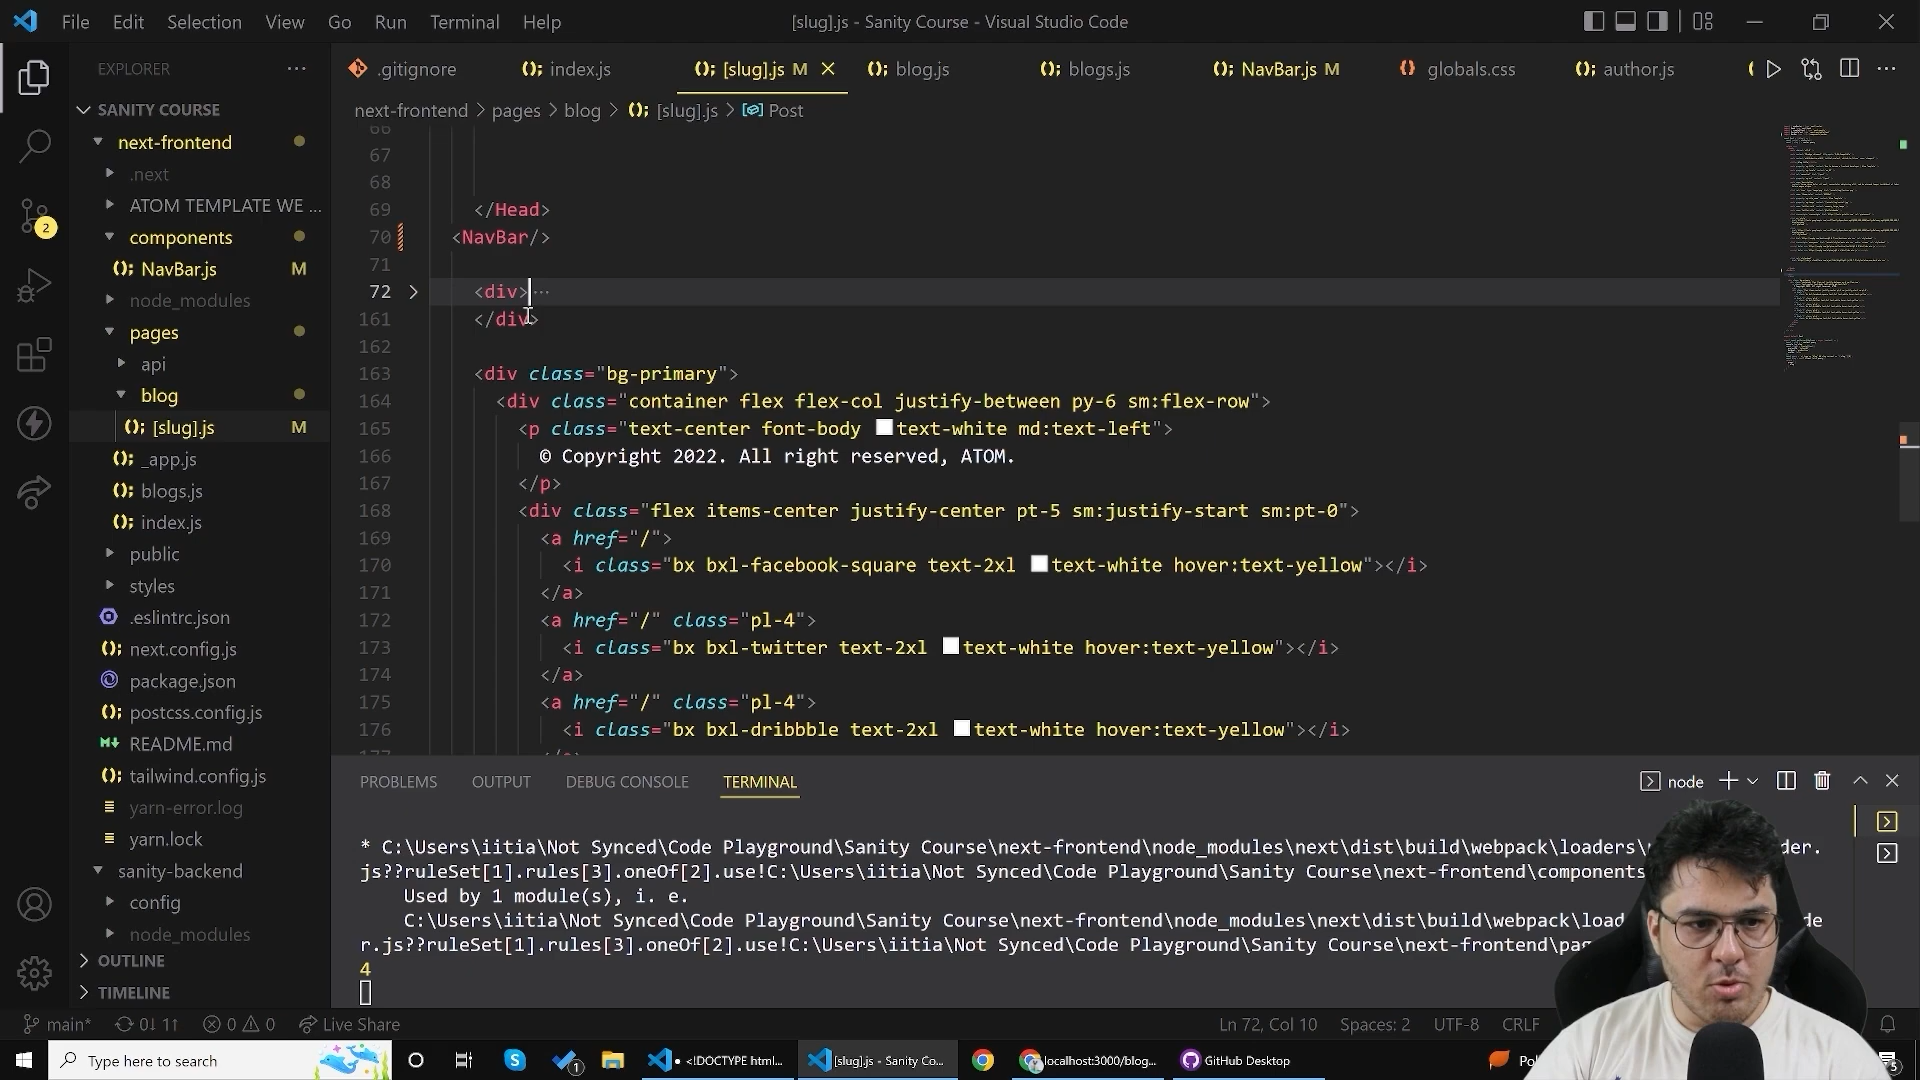 File Edit Selection View Go Run Terminal Help
[slug].js - Sanity Course - Visual Studio Code
EXPLORER
.gitignore
index.js
[slug].js M
blog.js
blogs.js
NavBar.js M
globals.css
author.js
next-frontend > pages > blog > [slug].js > Post
SANITY COURSE
next-frontend
.next
ATOM TEMPLATE WE ...
components
NavBar.js M
node_modules
pages
api
blog
[slug].js M
_app.js
blogs.js
index.js
public
styles
.eslintrc.json
next.config.js
package.json
postcss.config.js
README.md
tailwind.config.js
yarn-error.log
yarn.lock
sanity-backend
config
node_modules
OUTLINE
TIMELINE
2
66
67
68
69 </Head>
70 <NavBar/>
71
72 <div>...
161 </div>
162
163 <div class="bg-primary">
164 <div class="container flex flex-col justify-between py-6 sm:flex-row">
165 <p class="text-center font-body text-white md:text-left">
166 © Copyright 2022. All right reserved, ATOM.
167 </p>
168 <div class="flex items-center justify-center pt-5 sm:justify-start sm:pt-0">
169 <a href="/">
170 <i class="bx bxl-facebook-square text-2xl text-white hover:text-yellow"></i>
171 </a>
172 <a href="/" class="pl-4">
173 <i class="bx bxl-twitter text-2xl text-white hover:text-yellow"></i>
174 </a>
175 <a href="/" class="pl-4">
176 <i class="bx bxl-dribbble text-2xl text-white hover:text-yellow"></i>
PROBLEMS OUTPUT DEBUG CONSOLE TERMINAL
node
* C:\Users\iitia\Not Synced\Code Playground\Sanity Course\next-frontend\node_modules\next\dist\build\webpack\loaders\ der.
js??ruleSet[1].rules[3].oneOf[2].use!C:\Users\iitia\Not Synced\Code Playground\Sanity Course\next-frontend\components
Used by 1 module(s), i. e.
C:\Users\iitia\Not Synced\Code Playground\Sanity Course\next-frontend\node_modules\next\dist\build\webpack\load der
r.js??ruleSet[1].rules[3].oneOf[2].use!C:\Users\iitia\Not Synced\Code Playground\Sanity Course\next-frontend\pag
4
main* 0↓ 1↑ 0 0 Live Share
Ln 72, Col 10 Spaces: 2 UTF-8 CRLF
Type here to search
1
<!DOCTYPE html...
[slug].js - Sanity Co...
localhost:3000/blog...
GitHub Desktop
5